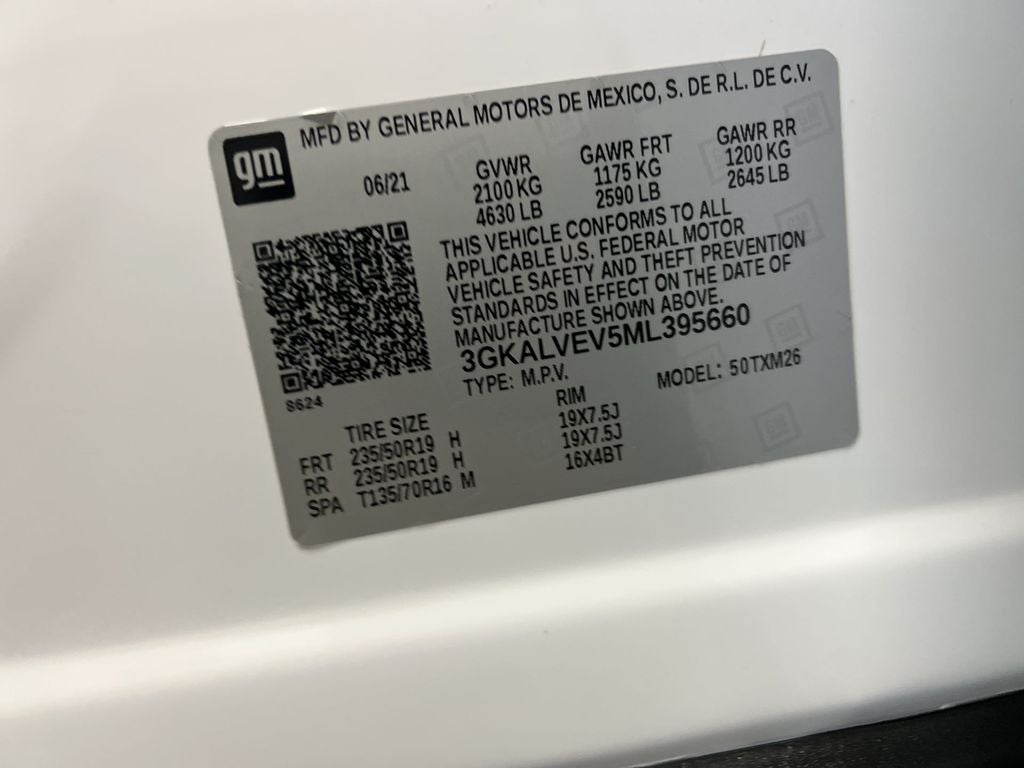 gm
MFD BY GENERAL MOTORS DE MEXICO, S. DE R.L. DE C.V.
06/21 GVWR GAWR FRT GAWR RR
2100 KG 1175 KG 1200 KG
4630 LB 2590 LB 2645 LB
THIS VEHICLE CONFORMS TO ALL
APPLICABLE U.S. FEDERAL MOTOR
VEHICLE SAFETY AND THEFT PREVENTION
STANDARDS IN EFFECT ON THE DATE OF
MANUFACTURE SHOWN ABOVE.
3GKALVEV5ML395660
TYPE: M.P.V. MODEL: 50TXM26
8624
TIRE SIZE RIM
FRT 235/50R19 H 19X7.5J
RR 235/50R19 H 19X7.5J
SPA T135/70R16 M 16X4BT